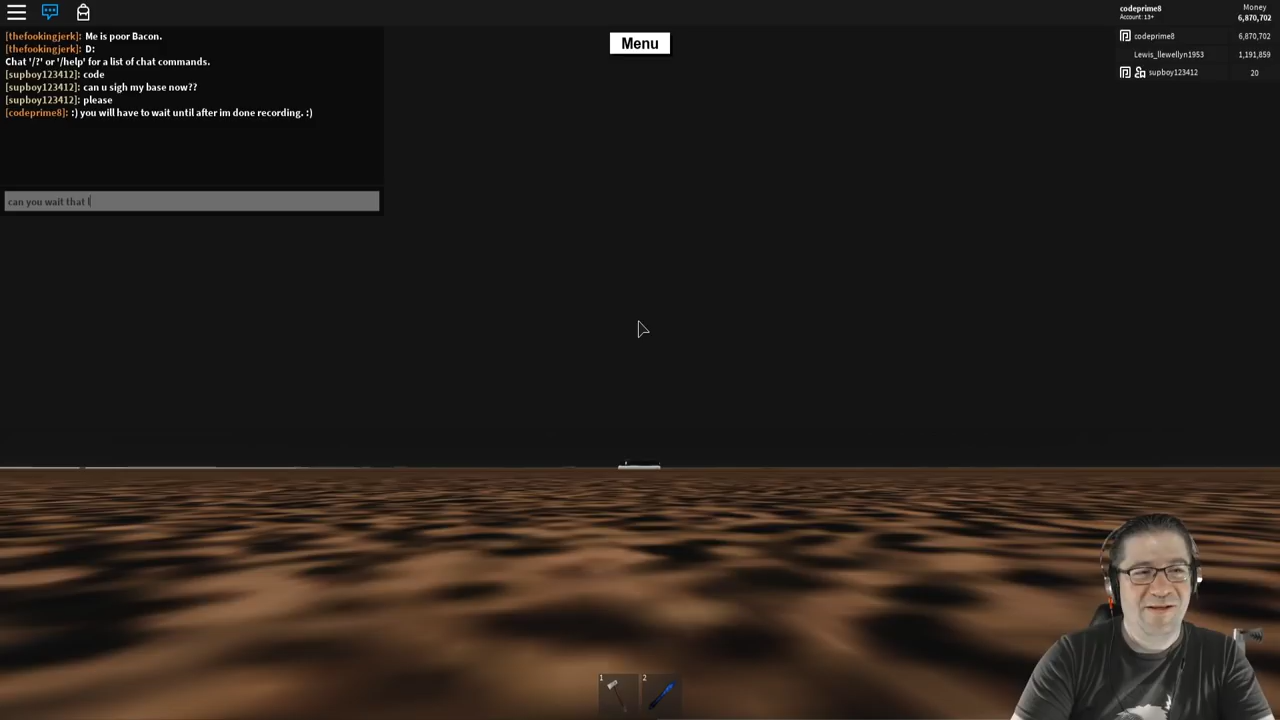 codeprime8
Account: 13+
Money
6,870,702
[thefookingjerk]: Me is poor Bacon.
[thefookingjerk]: D:
Chat '/?' or '/help' for a list of chat commands.
[supboy123412]: code
[supboy123412]: can u sigh my base now??
[supboy123412]: please
[codeprime8]: :) you will have to wait until after im done recording. :)
can you wait that l
Menu
codeprime8 6,870,702
Lewis_llewellyn1953 1,191,859
supboy123412 20
1 2